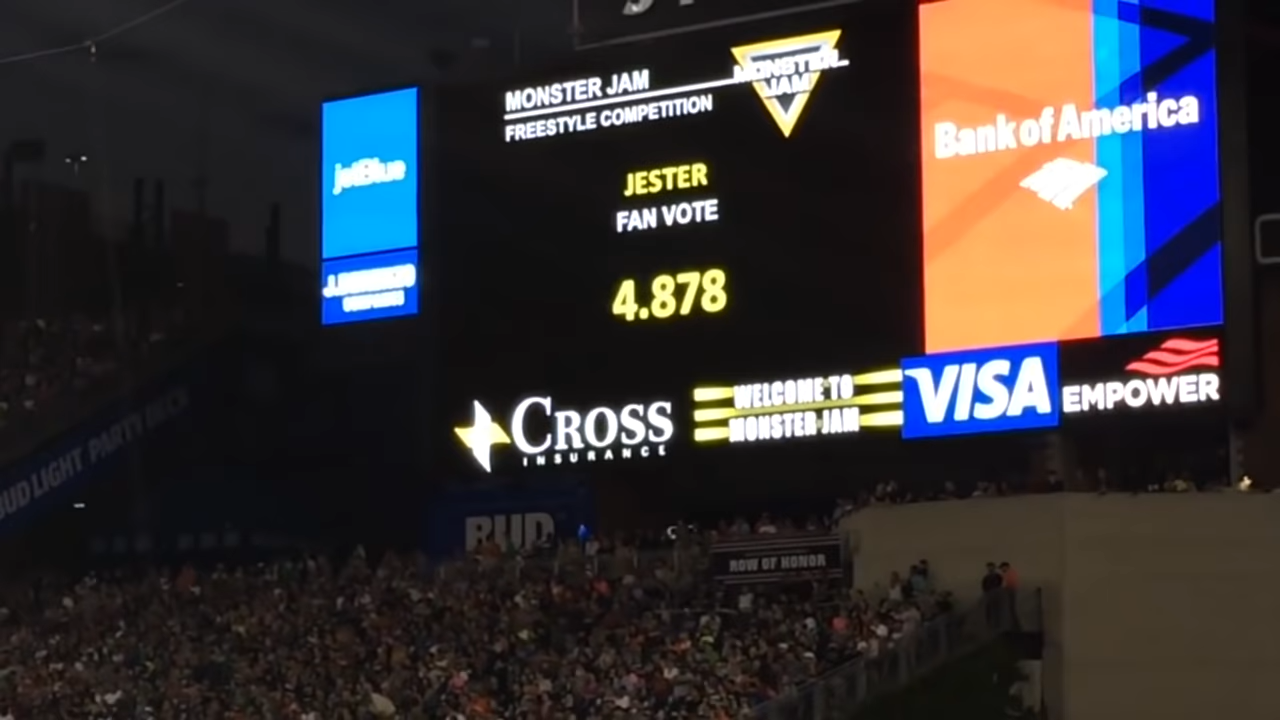 MONSTER JAM
FREESTYLE COMPETITION
MONSTER
JAM
jetBlue
Bank of America
JESTER
FAN VOTE
4.878
CROSS
INSURANCE
WELCOME TO
MONSTER JAM
VISA
EMPOWER
BUD LIGHT PARTY DECK
BUD
ROW OF HONOR